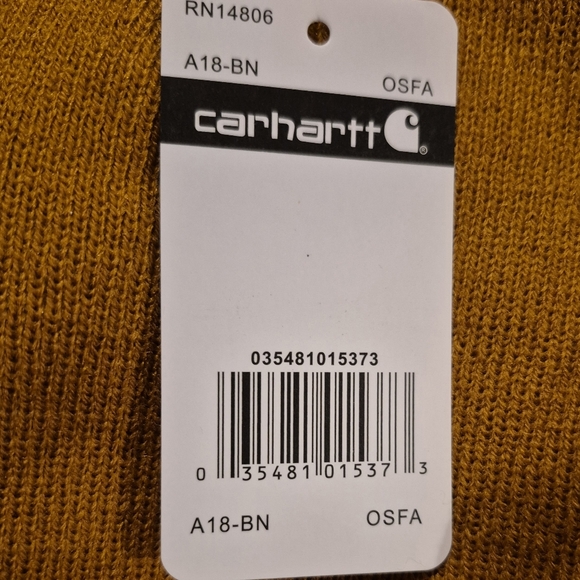 RN14806
A18-BN
OSFA
carhartt ®
035481015373
0 35481 01537 3
A18-BN OSFA